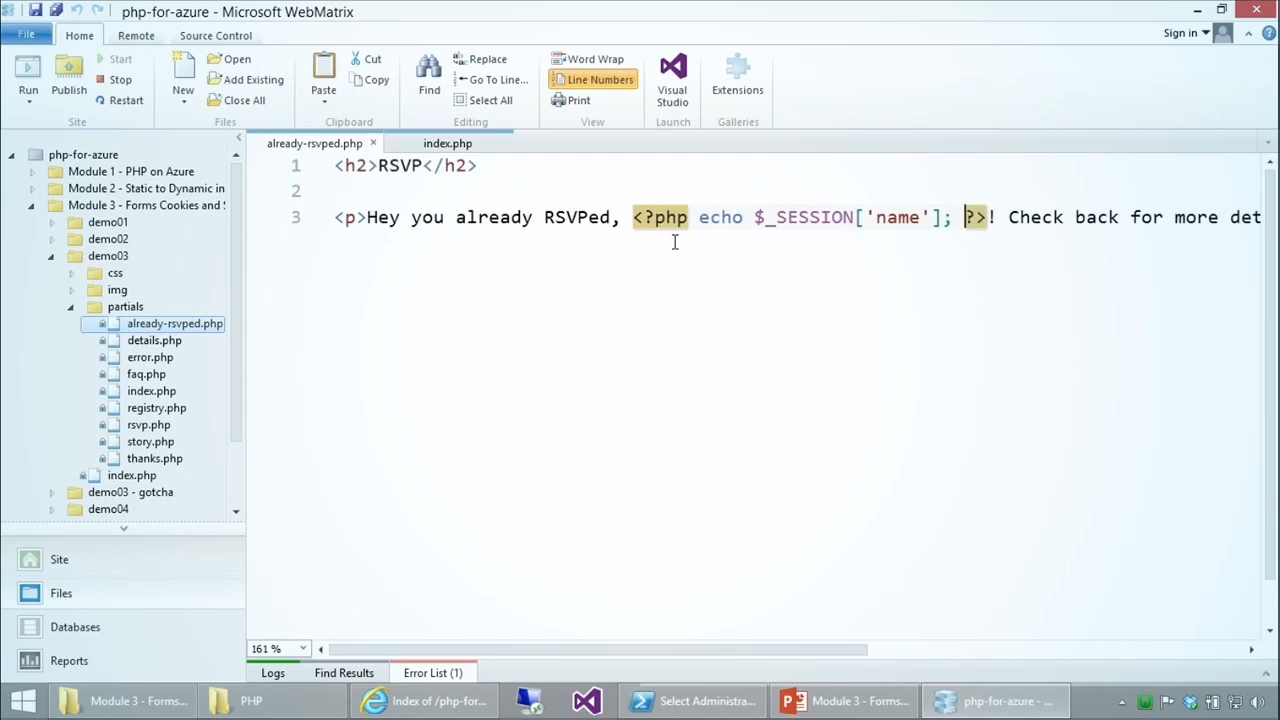 php-for-azure - Microsoft WebMatrix
File Home Remote Source Control Sign in
Run Publish Start Stop Restart New Open Add Existing Close All Paste Cut Copy Find Replace Go To Line... Select All Word Wrap Line Numbers Print Visual Studio Extensions
Site Files Clipboard Editing View Launch Galleries
already-rsvped.php index.php
php-for-azure
Module 1 - PHP on Azure
Module 2 - Static to Dynamic in
Module 3 - Forms Cookies and S
demo01
demo02
demo03
css
img
partials
already-rsvped.php
details.php
error.php
faq.php
index.php
registry.php
rsvp.php
story.php
thanks.php
index.php
demo03 - gotcha
demo04
Site
Files
Databases
Reports
1 <h2>RSVP</h2>
2
3 <p>Hey you already RSVPed, <?php echo $_SESSION['name']; ?>! Check back for more det
161 %
Logs Find Results Error List (1)
Module 3 - Forms... PHP Index of /php-for... Select Administra... Module 3 - Forms... php-for-azure - ...